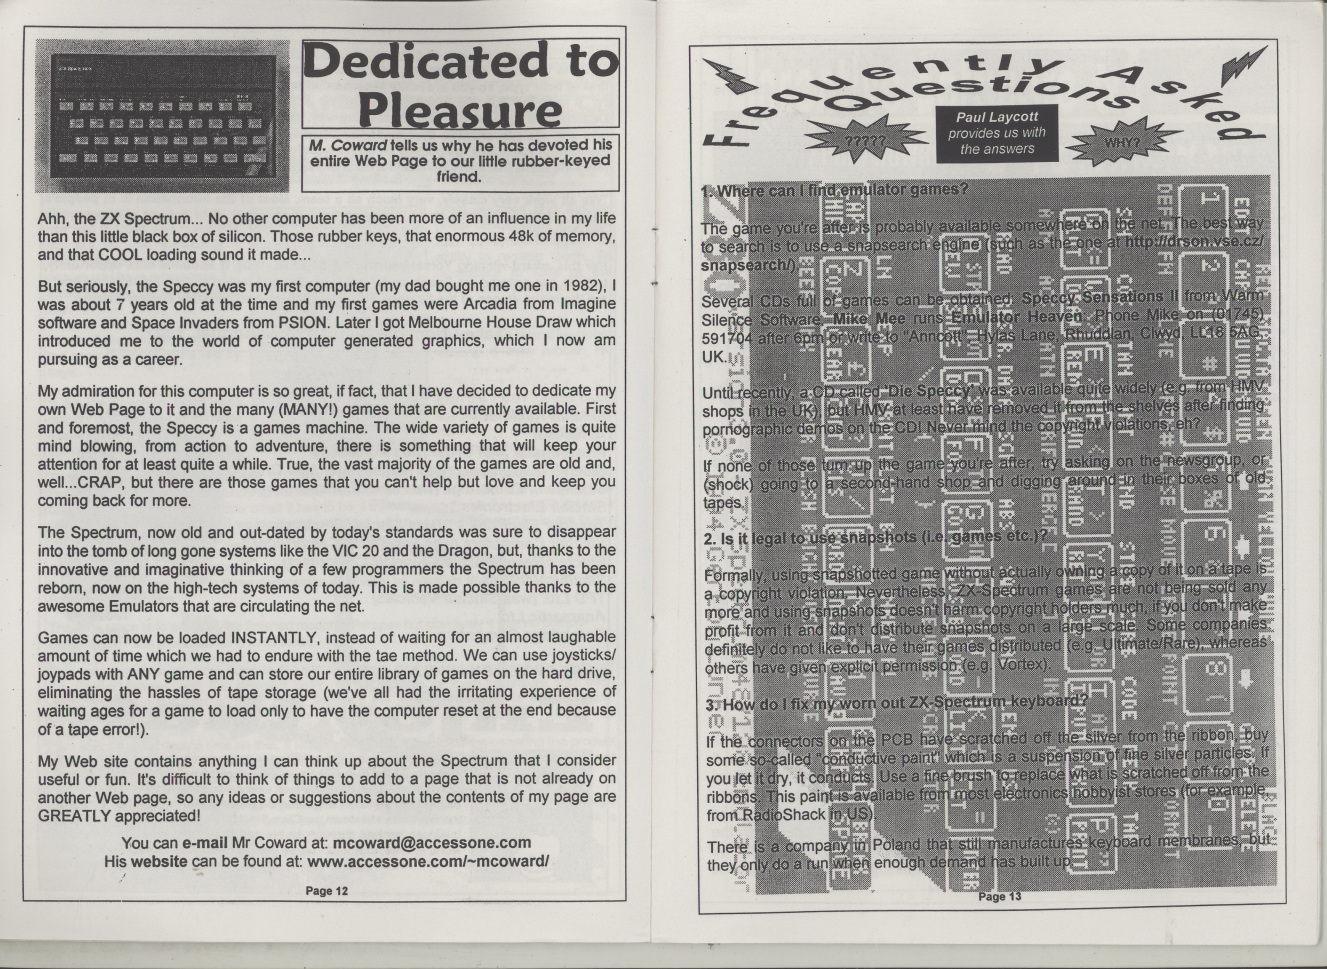 Dedicated to
Pleasure
M. Coward tells us why he has devoted his
entire Web Page to our little rubber-keyed
friend.
Ahh, the ZX Spectrum... No other computer has been more of an influence in my life
than this little black box of silicon. Those rubber keys, that enormous 48k of memory,
and that COOL loading sound it made...
But seriously, the Speccy was my first computer (my dad bought me one in 1982), I
was about 7 years old at the time and my first games were Arcadia from Imagine
software and Space Invaders from PSION. Later I got Melbourne House Draw which
introduced me to the world of computer generated graphics, which I now am
pursuing as a career.
My admiration for this computer is so great, if fact, that I have decided to dedicate my
own Web Page to it and the many (MANY!) games that are currently available. First
and foremost, the Speccy is a games machine. The wide variety of games is quite
mind blowing, from action to adventure, there is something that will keep your
attention for at least quite a while. True, the vast majority of the games are old and,
well...CRAP, but there are those games that you can't help but love and keep you
coming back for more.
The Spectrum, now old and out-dated by today's standards was sure to disappear
into the tomb of long gone systems like the VIC 20 and the Dragon, but, thanks to the
innovative and imaginative thinking of a few programmers the Spectrum has been
reborn, now on the high-tech systems of today. This is made possible thanks to the
awesome Emulators that are circulating the net.
Games can now be loaded INSTANTLY, instead of waiting for an almost laughable
amount of time which we had to endure with the tae method. We can use joysticks/
joypads with ANY game and can store our entire library of games on the hard drive,
eliminating the hassles of tape storage (we've all had the irritating experience of
waiting ages for a game to load only to have the computer reset at the end because
of a tape error!).
My Web site contains anything I can think up about the Spectrum that I consider
useful or fun. It's difficult to think of things to add to a page that is not already on
another Web page, so any ideas or suggestions about the contents of my page are
GREATLY appreciated!
You can e-mail Mr Coward at: mcoward@accessone.com
His website can be found at: www.accessone.com/~mcoward/
Page 12
Frequently Asked
Questions
?????
Paul Laycott
provides us with
the answers
WHY?
1. Where can I find emulator games?
The game you're after is probably available somewhere on the net. The best way
to search is to use a snapsearch engine (such as the one at http://drson.vse.cz/
snapsearch/).
Several CDs full of games can be obtained. Speccy Sensations II from Warm
Silence Software. Mike Mee runs Emulator Heaven. Phone Mike on (01745)
591704 after 6pm or write to "Anncott", Hylas Lane, Rhuddlan, Clwyd, LL18 5AG,
UK.
Until recently, a CD called 'Die Speccy' was available quite widely (e.g. from HMV
shops in the UK), but HMV at least have removed it from the shelves after finding
pornographic demos on the CD! Never mind the copyright violations, eh?
If none of those turn up the game you're after, try asking on the newsgroup, or
(shock) going to a second-hand shop and digging around in their boxes of old
tapes.
2. Is it legal to use snapshots (i.e. games etc.)?
Formally, using snapshotted game without actually owning a copy of it on a tape is
a copyright violation. Nevertheless, ZX-Spectrum games are not being sold any
more and using snapshots doesn't harm copyright holders much, if you don't make
profit from it and don't distribute snapshots on a large scale. Some companies
definitely do not like to have their games distributed (e.g. Ultimate/Rare), whereas
others have given explicit permission (e.g. Vortex).
3. How do I fix my worn out ZX-Spectrum keyboard?
If the connectors on the PCB have scratched off the silver from the ribbon, buy
some so-called "conductive paint" which is a suspension of fine silver particles. If
you let it dry, it conducts. Use a fine brush to replace what is scratched off from the
ribbons. This paint is available from most electronics hobbyist stores (for example,
from RadioShack in US).
There is a company in Poland that still manufactures keyboard membranes, but
they only do a run when enough demand has built up.
Page 13